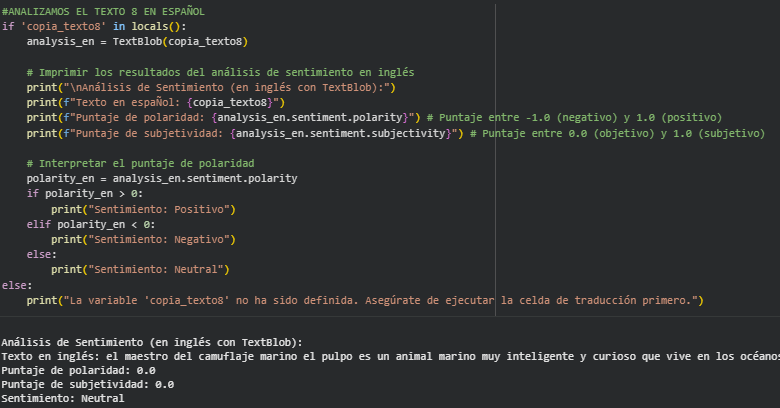 #ANALIZAMOS EL TEXTO 8 EN ESPAÑOL
if 'copia_texto8' in locals():
    analysis_en = TextBlob(copia_texto8)

    # Imprimir los resultados del análisis de sentimiento en inglés
    print("\nAnálisis de Sentimiento (en inglés con TextBlob):")
    print(f"Texto en español: {copia_texto8}")
    print(f"Puntaje de polaridad: {analysis_en.sentiment.polarity}") # Puntaje entre -1.0 (negativo) y 1.0 (positivo)
    print(f"Puntaje de subjetividad: {analysis_en.sentiment.subjectivity}") # Puntaje entre 0.0 (objetivo) y 1.0 (subjetivo)

    # Interpretar el puntaje de polaridad
    polarity_en = analysis_en.sentiment.polarity
    if polarity_en > 0:
        print("Sentimiento: Positivo")
    elif polarity_en < 0:
        print("Sentimiento: Negativo")
    else:
        print("Sentimiento: Neutral")
else:
    print("La variable 'copia_texto8' no ha sido definida. Asegúrate de ejecutar la celda de traducción primero.")

Análisis de Sentimiento (en inglés con TextBlob):
Texto en inglés: el maestro del camuflaje marino el pulpo es un animal marino muy inteligente y curioso que vive en los océanos
Puntaje de polaridad: 0.0
Puntaje de subjetividad: 0.0
Sentimiento: Neutral